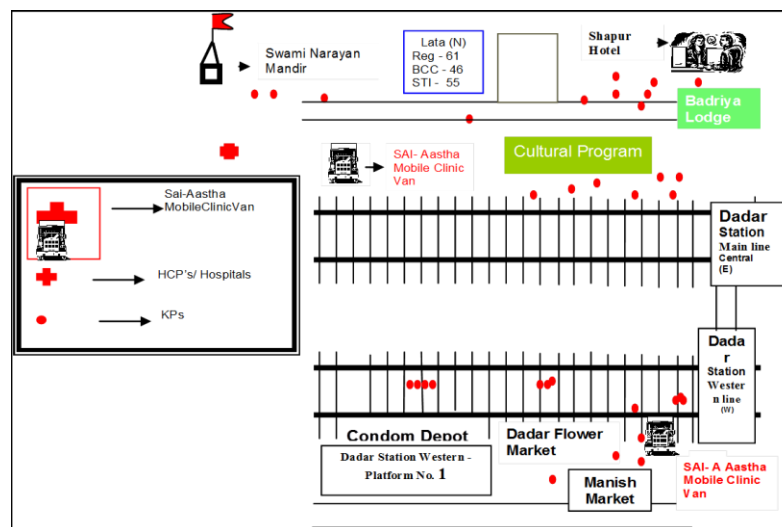 Swami Narayan
Mandir
Lata (N)
Reg - 61
BCC - 46
STI - 55
Shapur
Hotel
Badriya
Lodge
SAI- Aastha
Mobile Clinic
Van
Cultural Program
Sai-Aastha
MobileClinicVan
HCP's/ Hospitals
KPs
Dadar
Station
Main line
Central
(E)
Dada
r
Station
Wester
n line
(W)
Condom Depot
Dadar Station Western -
Platform No. 1
Dadar Flower
Market
Manish
Market
SAI- A Aastha
Mobile Clinic
Van